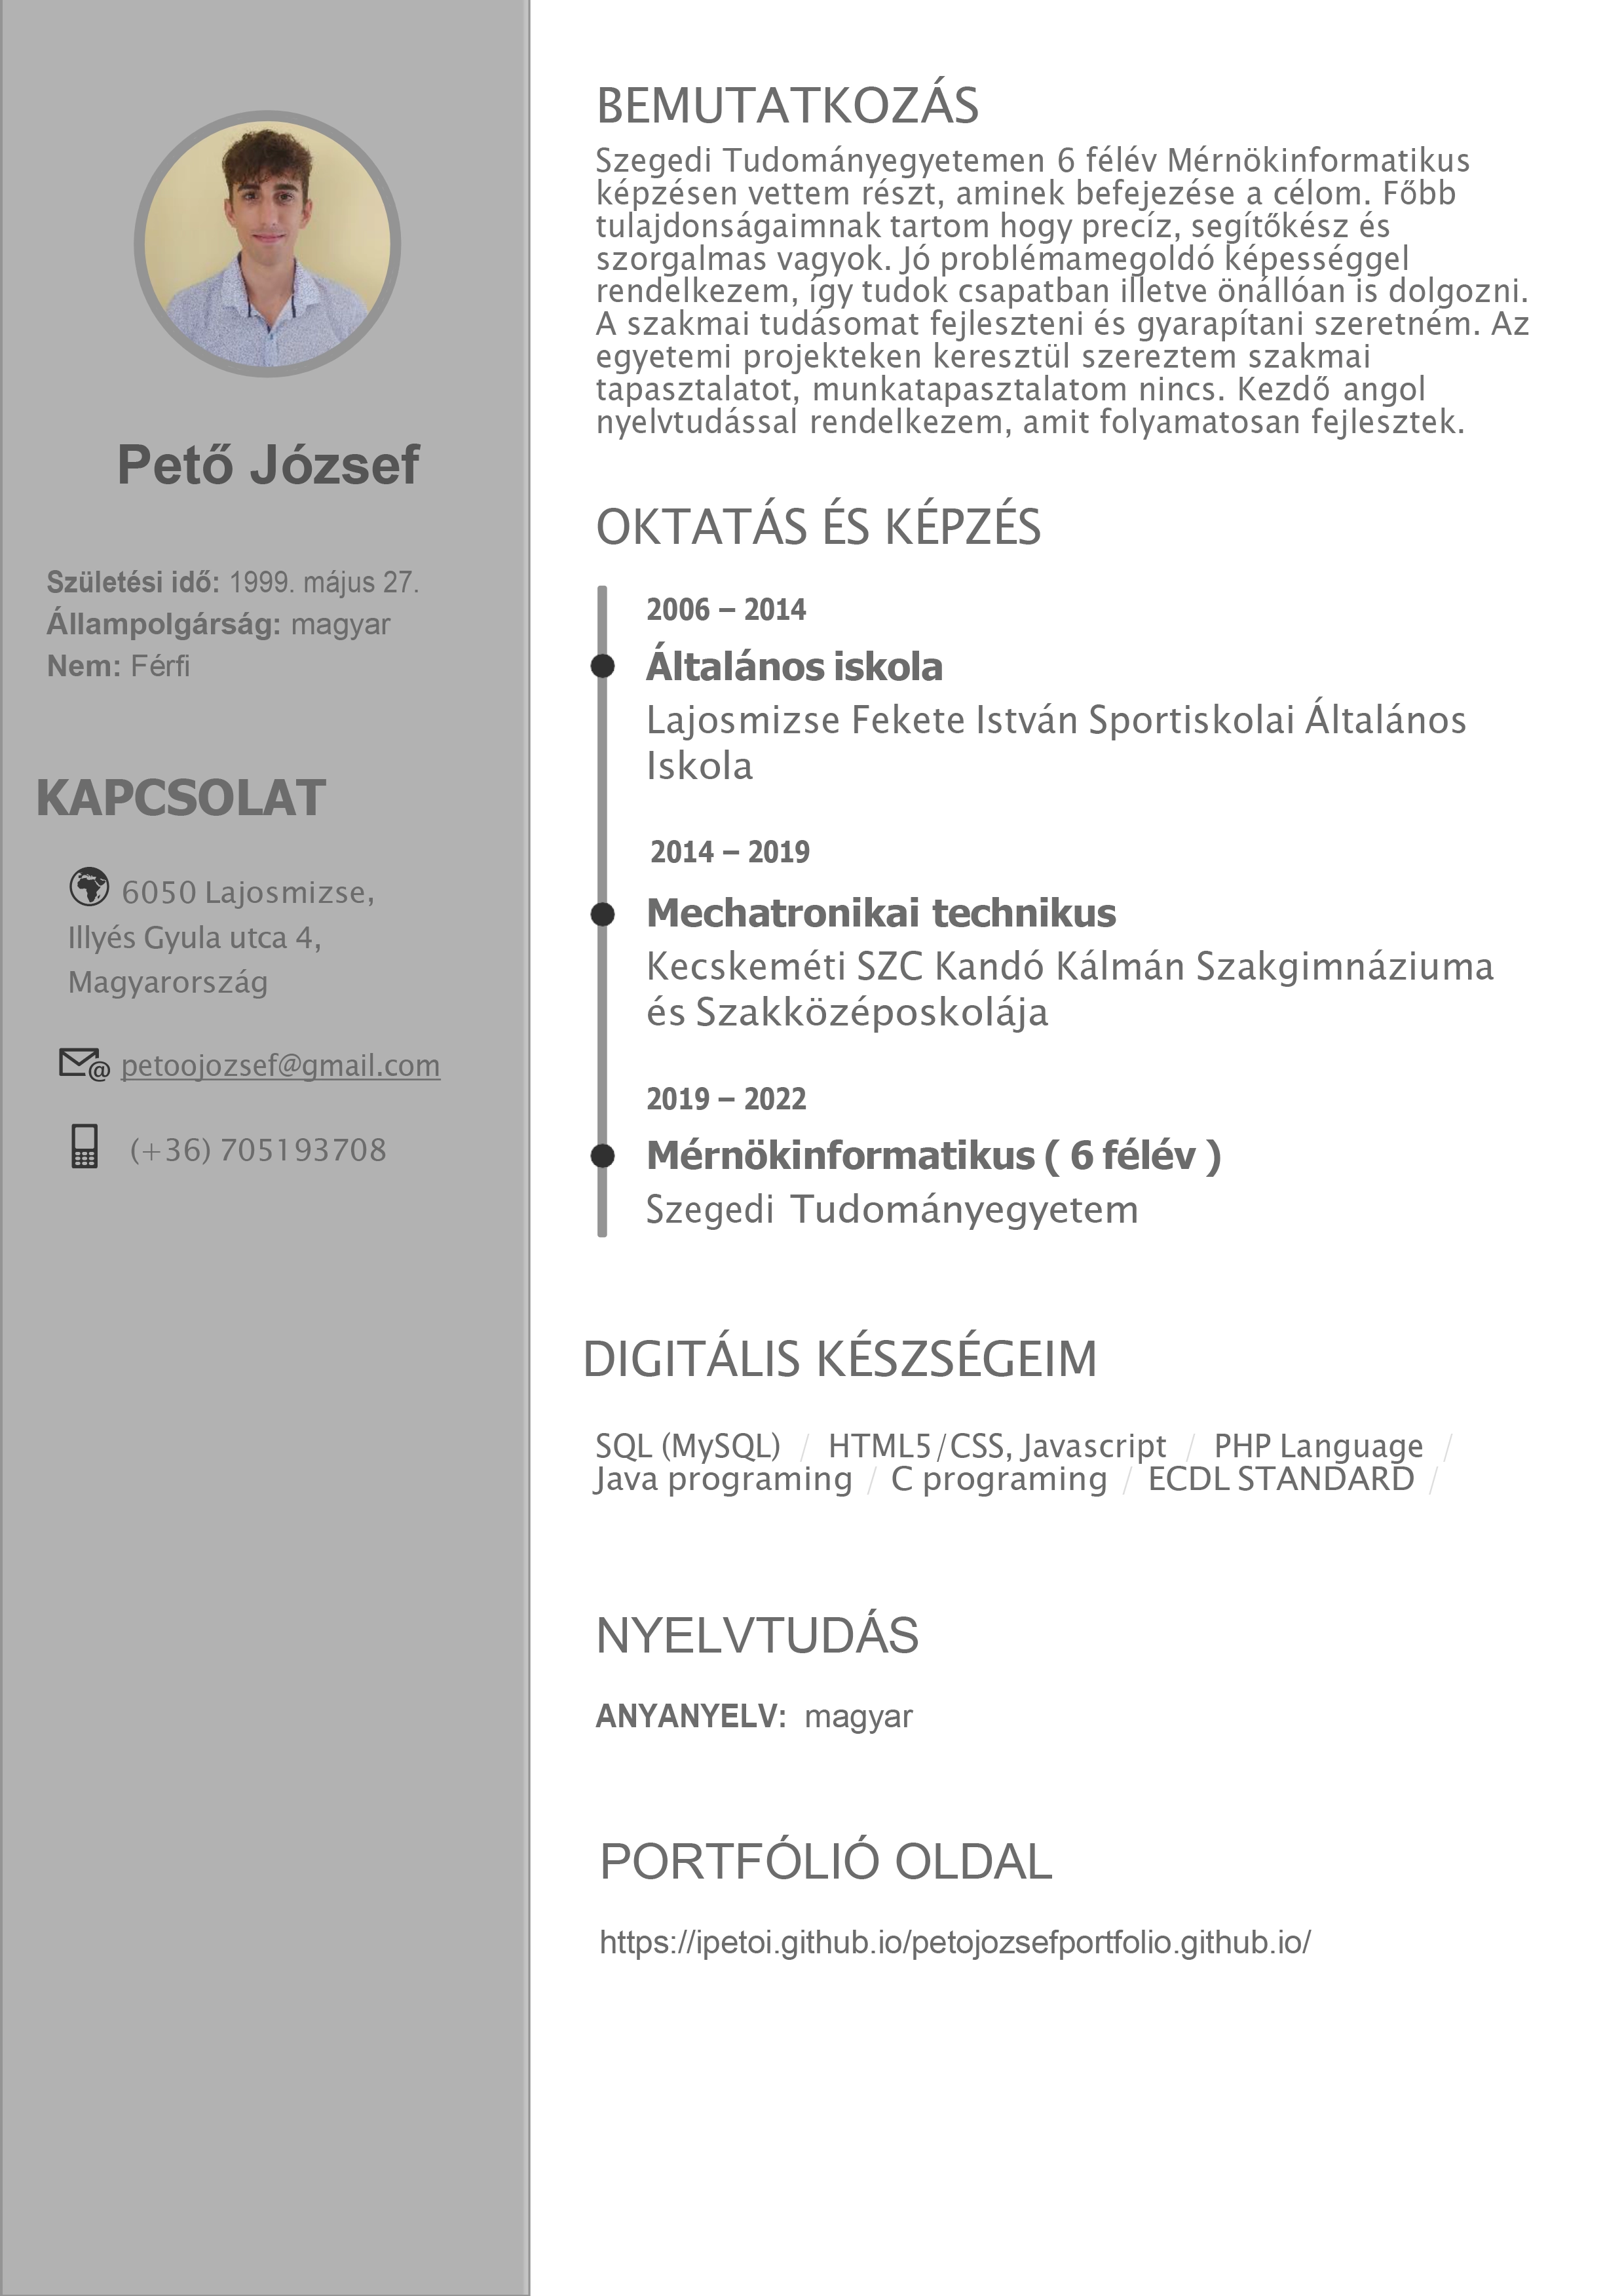 Pető József
Születési idő: 1999. május 27.
Állampolgárság: magyar
Nem: Férfi
KAPCSOLAT
6050 Lajosmizse,
Illyés Gyula utca 4,
Magyarország
petoojozsef@gmail.com
(+36) 705193708
BEMUTATKOZÁS
Szegedi Tudományegyetemen 6 félév Mérnökinformatikus
képzésen vettem részt, aminek befejezése a célom. Főbb
tulajdonságaimnak tartom hogy precíz, segítőkész és
szorgalmas vagyok. Jó problémamegoldó képességgel
rendelkezem, így tudok csapatban illetve önállóan is dolgozni.
A szakmai tudásomat fejleszteni és gyarapítani szeretném. Az
egyetemi projekteken keresztül szereztem szakmai
tapasztalatot, munkatapasztalatom nincs. Kezdő angol
nyelvtudással rendelkezem, amit folyamatosan fejlesztek.
OKTATÁS ÉS KÉPZÉS
2006 – 2014
Általános iskola
Lajosmizse Fekete István Sportiskolai Általános
Iskola
2014 – 2019
Mechatronikai technikus
Kecskeméti SZC Kandó Kálmán Szakgimnáziuma
és Szakközéposkolája
2019 – 2022
Mérnökinformatikus ( 6 félév )
Szegedi Tudományegyetem
DIGITÁLIS KÉSZSÉGEIM
SQL (MySQL) / HTML5/CSS, Javascript / PHP Language /
Java programing / C programing / ECDL STANDARD /
NYELVTUDÁS
ANYANYELV: magyar
PORTFÓLIÓ OLDAL
https://ipetoi.github.io/petojozsefportfolio.github.io/